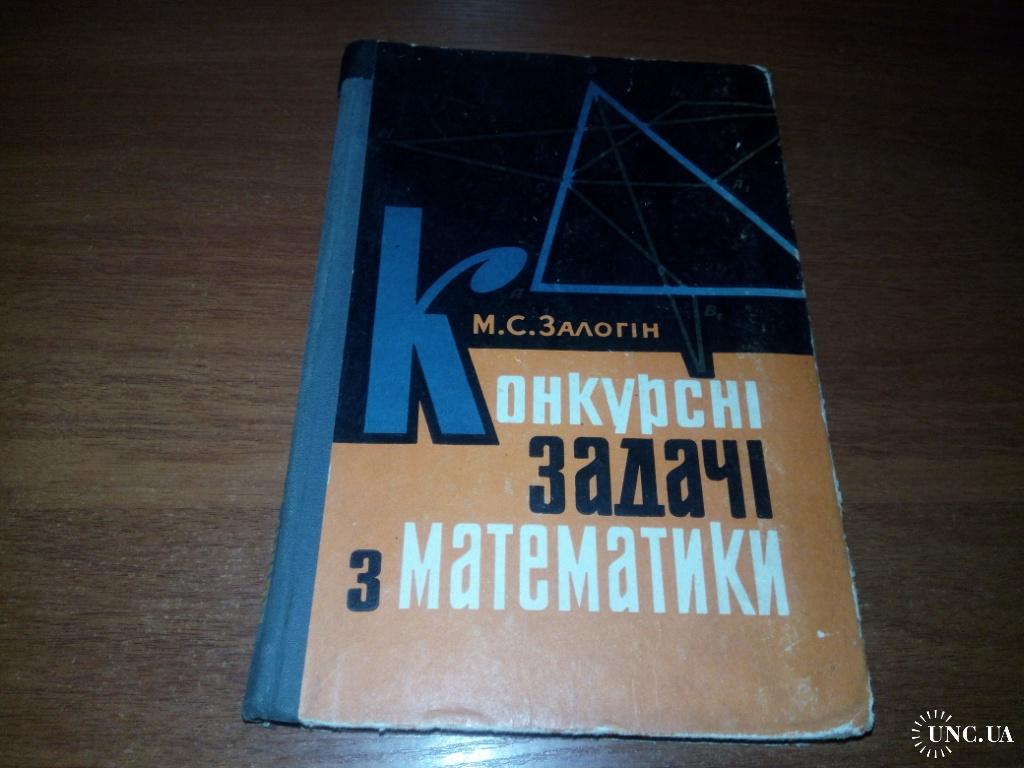 М.С.Залогін
Конкурсні
задачі
з математики
UNC.UA